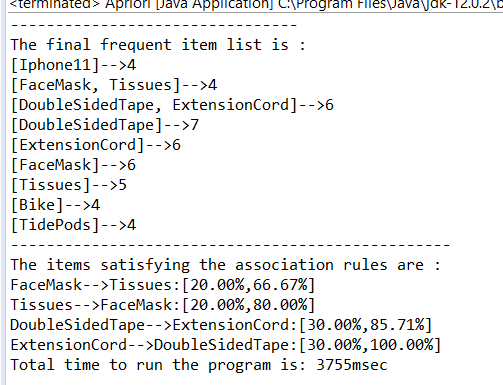 <terminated> Apriori [Java Application] C:\Program Files\Java\jdk-12.0.2\b
--------------------------------
The final frequent item list is :
[Iphone11]-->4
[FaceMask, Tissues]-->4
[DoubleSidedTape, ExtensionCord]-->6
[DoubleSidedTape]-->7
[ExtensionCord]-->6
[FaceMask]-->6
[Tissues]-->5
[Bike]-->4
[TidePods]-->4
-------------------------------------------------
The items satisfying the association rules are :
FaceMask-->Tissues:[20.00%,66.67%]
Tissues-->FaceMask:[20.00%,80.00%]
DoubleSidedTape-->ExtensionCord:[30.00%,85.71%]
ExtensionCord-->DoubleSidedTape:[30.00%,100.00%]
Total time to run the program is: 3755msec